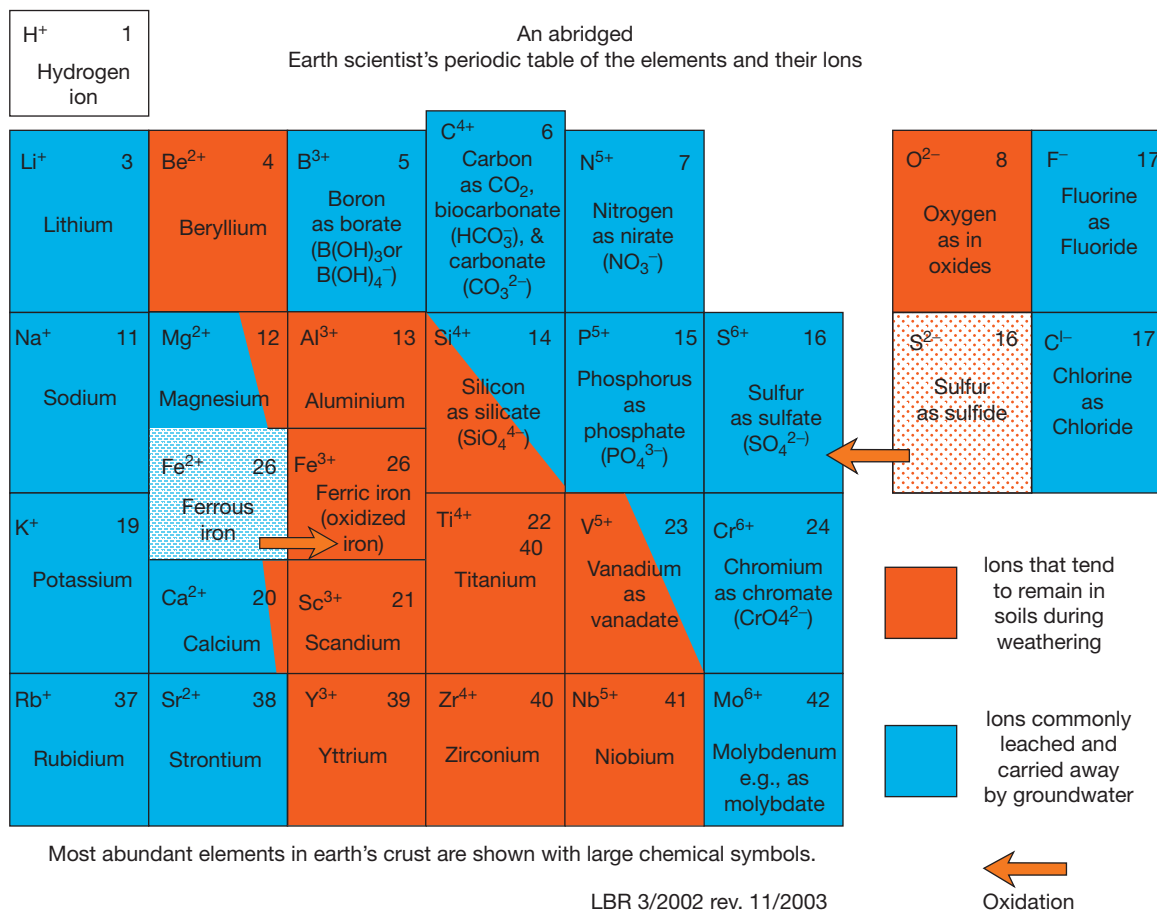 H⁺ 1
Hydrogen
ion
An abridged
Earth scientist's periodic table of the elements and their Ions
Li⁺ 3
Lithium
Be²⁺ 4
Beryllium
B³⁺ 5
Boron
as borate
(B(OH)₃or
B(OH)₄⁻)
C⁴⁺ 6
Carbon
as CO₂,
biocarbonate
(HCO₃⁻), &
carbonate
(CO₃²⁻)
N⁵⁺ 7
Nitrogen
as nirate
(NO₃⁻)
O²⁻ 8
Oxygen
as in
oxides
F⁻ 17
Fluorine
as
Fluoride
Na⁺ 11
Sodium
Mg²⁺ 12
Magnesium
Al³⁺ 13
Aluminium
Si⁴⁺ 14
Silicon
as silicate
(SiO₄⁴⁻)
P⁵⁺ 15
Phosphorus
as
phosphate
(PO₄³⁻)
S⁶⁺ 16
Sulfur
as sulfate
(SO₄²⁻)
S²⁻ 16
Sulfur
as sulfide
Cˡ⁻ 17
Chlorine
as
Chloride
Fe²⁺ 26
Ferrous
iron
Fe³⁺ 26
Ferric iron
(oxidized
iron)
K⁺ 19
Potassium
Ca²⁺ 20
Calcium
Sc³⁺ 21
Scandium
Ti⁴⁺ 22
40
Titanium
V⁵⁺ 23
Vanadium
as
vanadate
Cr⁶⁺ 24
Chromium
as chromate
(CrO4²⁻)
Rb⁺ 37
Rubidium
Sr²⁺ 38
Strontium
Y³⁺ 39
Yttrium
Zr⁴⁺ 40
Zirconium
Nb⁵⁺ 41
Niobium
Mo⁶⁺ 42
Molybdenum
e.g., as
molybdate
Ions that tend
to remain in
soils during
weathering
Ions commonly
leached and
carried away
by groundwater
Most abundant elements in earth's crust are shown with large chemical symbols.
LBR 3/2002 rev. 11/2003
Oxidation